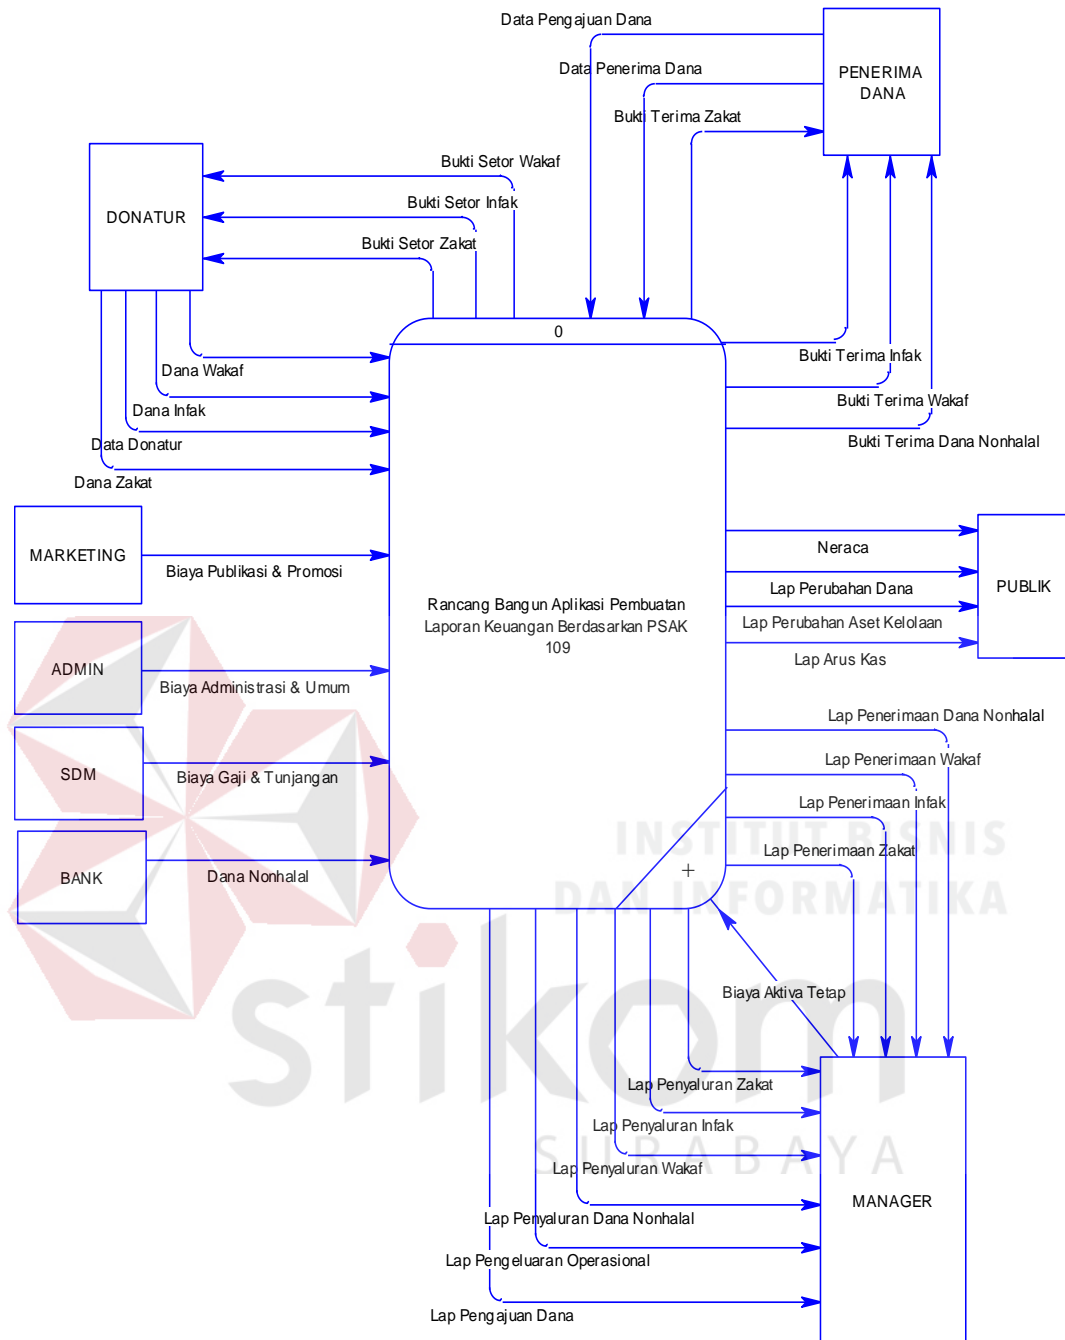 Data Pengajuan Dana
Data Penerima Dana
Bukti Terima Zakat
PENERIMA
DANA
Bukti Setor Wakaf
Bukti Setor Infak
Bukti Setor Zakat
DONATUR
0
Dana Wakaf
Dana Infak
Data Donatur
Dana Zakat
Bukti Terima Infak
Bukti Terima Wakaf
Bukti Terima Dana Nonhalal
MARKETING
Biaya Publikasi & Promosi
Neraca
Lap Perubahan Dana
Lap Perubahan Aset Kelolaan
Lap Arus Kas
PUBLIK
Rancang Bangun Aplikasi Pembuatan
Laporan Keuangan Berdasarkan PSAK
109
ADMIN
Biaya Administrasi & Umum
SDM
Biaya Gaji & Tunjangan
BANK
Dana Nonhalal
Lap Penerimaan Dana Nonhalal
Lap Penerimaan Wakaf
Lap Penerimaan Infak
Lap Penerimaan Zakat
+
INSTITUT BISNIS
DAN INFORMATIKA
stikom
SURABAYA
Biaya Aktiva Tetap
Lap Penyaluran Zakat
Lap Penyaluran Infak
Lap Penyaluran Wakaf
Lap Penyaluran Dana Nonhalal
Lap Pengeluaran Operasional
Lap Pengajuan Dana
MANAGER